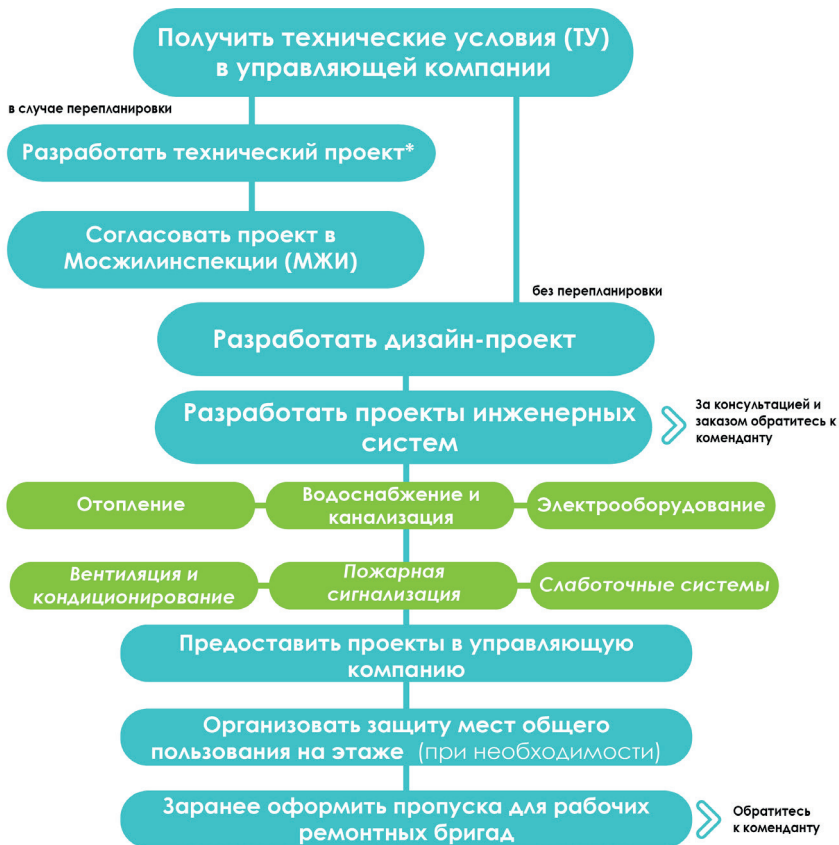 Получить технические условия (ТУ)
в управляющей компании
в случае перепланировки
Разработать технический проект*
Согласовать проект в
Мосжилинспекции (МЖИ)
без перепланировки
Разработать дизайн-проект
Разработать проекты инженерных
систем
За консультацией и
заказом обратитесь к
коменданту
Отопление
Водоснабжение и
канализация
Электрооборудование
Вентиляция и
кондиционирование
Пожарная
сигнализация
Слаботочные системы
Предоставить проекты в управляющую
компанию
Организовать защиту мест общего
пользования на этаже (при необходимости)
Заранее оформить пропуска для рабочих
ремонтных бригад
Обратитесь
к коменданту